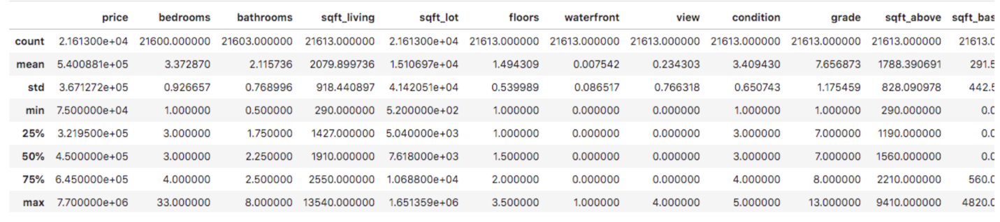 price bedrooms bathrooms sqft_living sqft_lot floors waterfront view condition grade sqft_above sqft_bas
count 2.161300e+04 21600.000000 21603.000000 21613.000000 2.161300e+04 21613.000000 21613.000000 21613.000000 21613.000000 21613.000000 21613.000000 21613.0
mean 5.400881e+05 3.372870 2.115736 2079.899736 1.510697e+04 1.494309 0.007542 0.234303 3.409430 7.656873 1788.390691 291.5
std 3.671272e+05 0.926657 0.768996 918.440897 4.142051e+04 0.539989 0.086517 0.766318 0.650743 1.175459 828.090978 442.5
min 7.500000e+04 1.000000 0.500000 290.000000 5.200000e+02 1.000000 0.000000 0.000000 1.000000 1.000000 290.000000 0.0
25% 3.219500e+05 3.000000 1.750000 1427.000000 5.040000e+03 1.000000 0.000000 0.000000 3.000000 7.000000 1190.000000 0.0
50% 4.500000e+05 3.000000 2.250000 1910.000000 7.618000e+03 1.500000 0.000000 0.000000 3.000000 7.000000 1560.000000 0.0
75% 6.450000e+05 4.000000 2.500000 2550.000000 1.068800e+04 2.000000 0.000000 0.000000 4.000000 8.000000 2210.000000 560.0
max 7.700000e+06 33.000000 8.000000 13540.000000 1.651359e+06 3.500000 1.000000 4.000000 5.000000 13.000000 9410.000000 4820.0